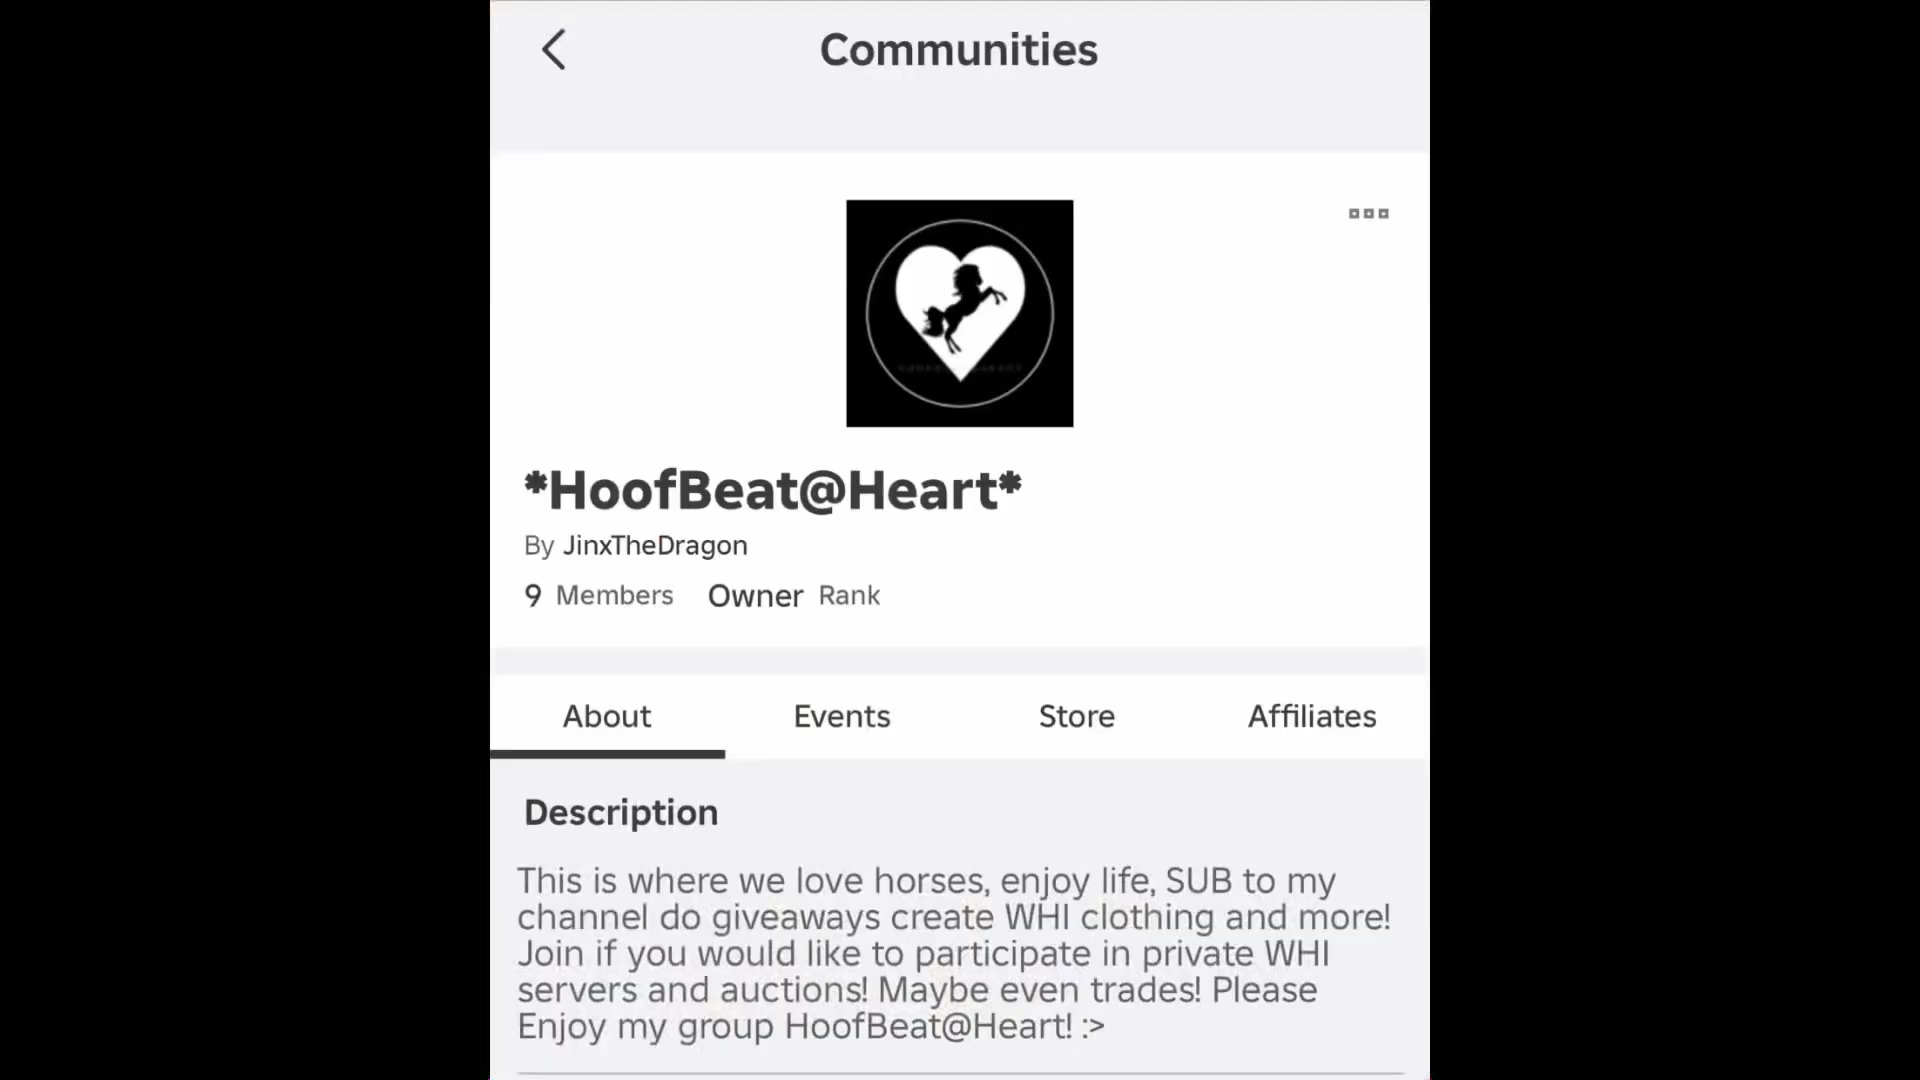 Communities
*HoofBeat@Heart*
By JinxTheDragon
9 Members Owner Rank
About Events Store Affiliates
Description
This is where we love horses, enjoy life, SUB to my
channel do giveaways create WHI clothing and more!
Join if you would like to participate in private WHI
servers and auctions! Maybe even trades! Please
Enjoy my group HoofBeat@Heart! :>